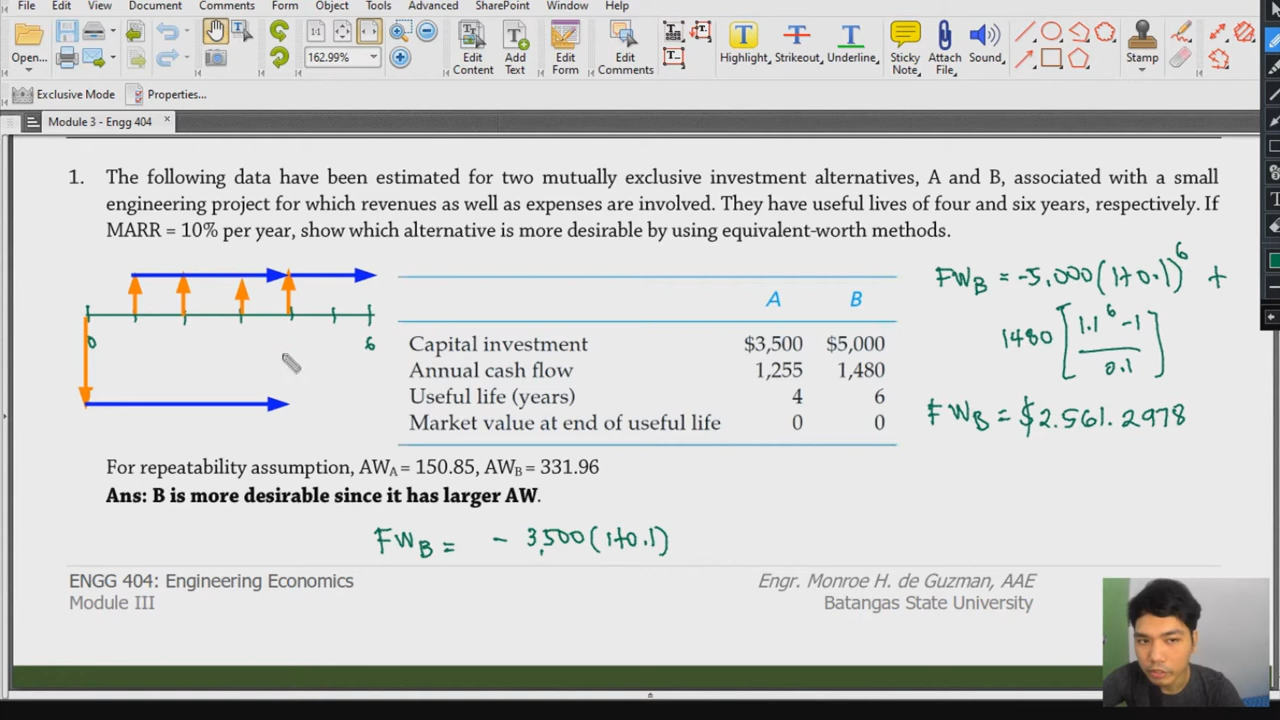 File Edit View Document Comments Form Object Tools Advanced SharePoint Window Help
Open...
162.99%
Edit Content
Add Text
Edit Form
Edit Comments
Highlight
Strikeout
Underline
Sticky Note
Attach File
Sound
Stamp
Exclusive Mode Properties...
Module 3 - Engg 404 ×
1. The following data have been estimated for two mutually exclusive investment alternatives, A and B, associated with a small
engineering project for which revenues as well as expenses are involved. They have useful lives of four and six years, respectively. If
MARR = 10% per year, show which alternative is more desirable by using equivalent-worth methods.
0 6
A B
Capital investment $3,500 $5,000
Annual cash flow 1,255 1,480
Useful life (years) 4 6
Market value at end of useful life 0 0
FWB = -5,000(1+0.1)^6 +
1480 [1.1^6 -1
0.1]
FWB = $2.561.2978
For repeatability assumption, AWA = 150.85, AWB = 331.96
Ans: B is more desirable since it has larger AW.
FWB = - 3,500(1+0.1)
ENGG 404: Engineering Economics
Module III
Engr. Monroe H. de Guzman, AAE
Batangas State University